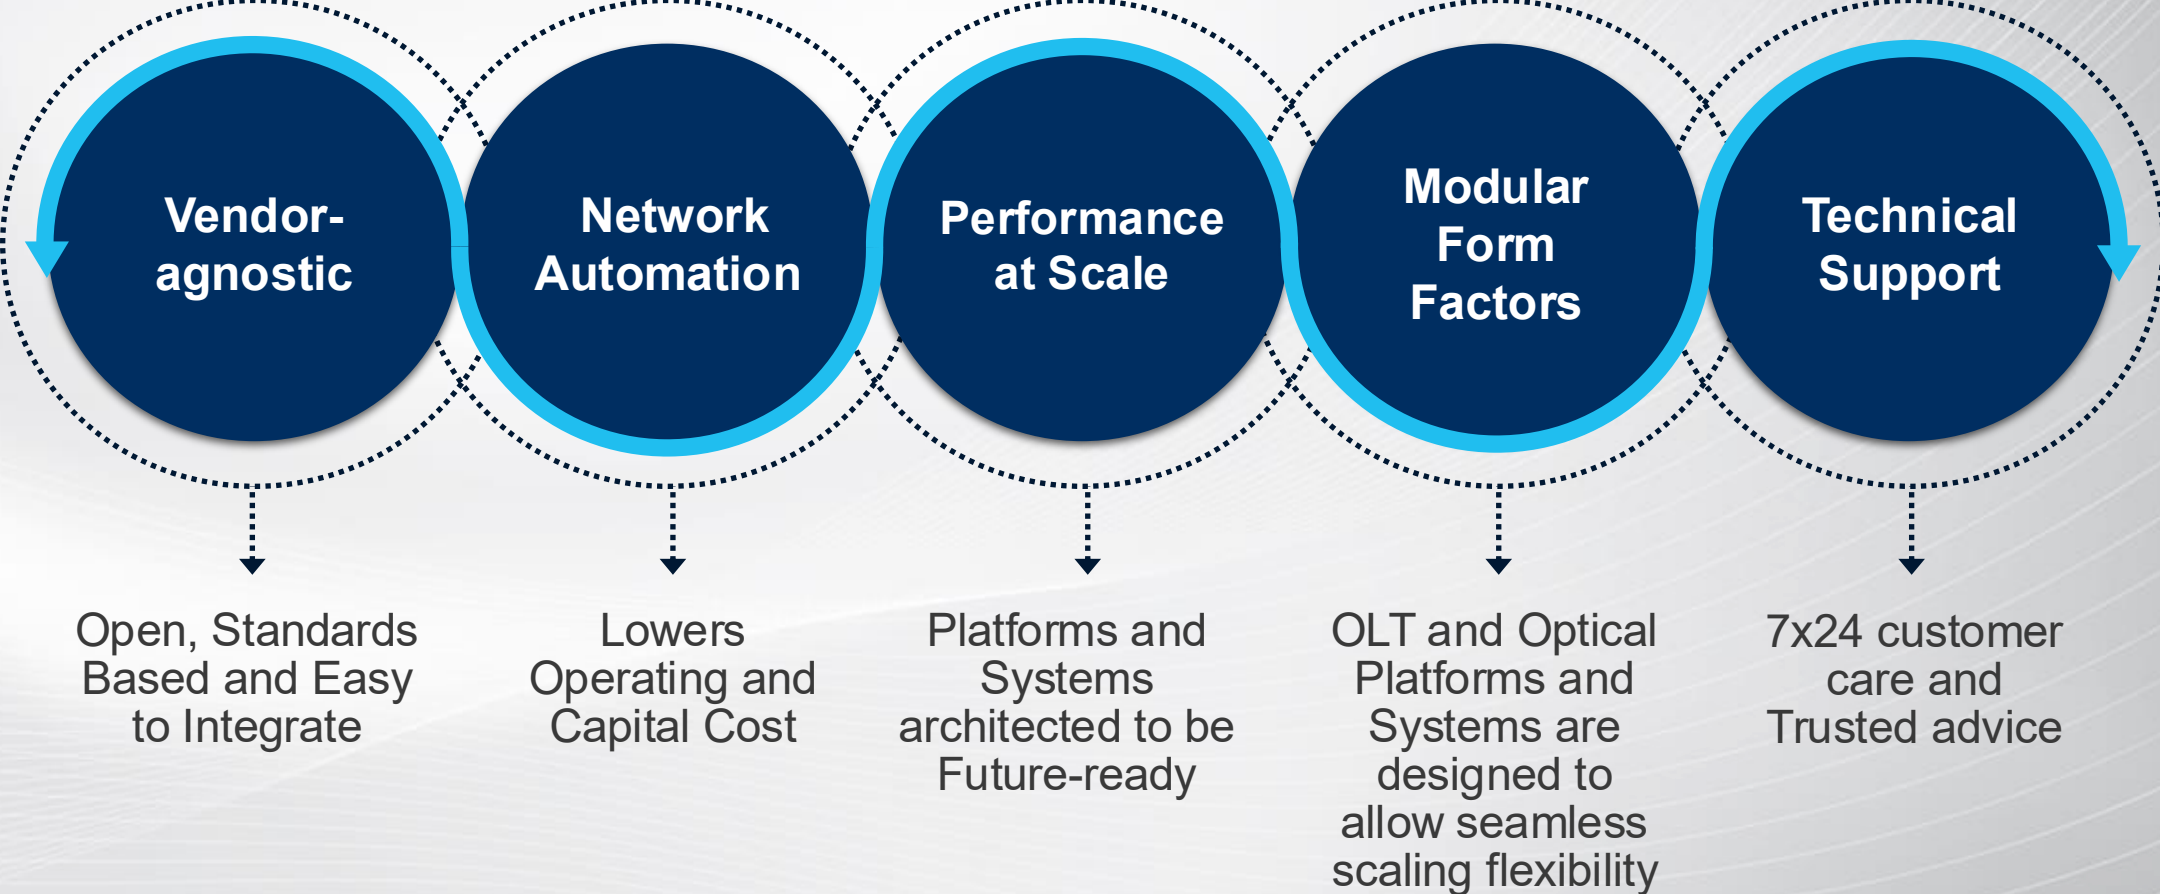 Vendor-
agnostic
Network
Automation
Performance
at Scale
Modular
Form
Factors
Technical
Support
Open, Standards
Based and Easy
to Integrate
Lowers
Operating and
Capital Cost
Platforms and
Systems
architected to be
Future-ready
OLT and Optical
Platforms and
Systems are
designed to
allow seamless
scaling flexibility
7x24 customer
care and
Trusted advice